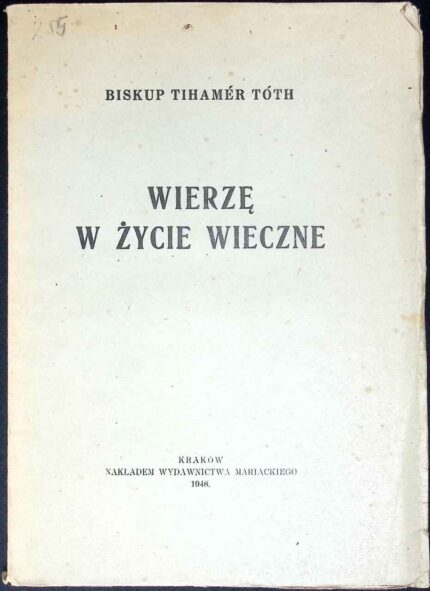 BISKUP TIHAMÉR TÓTH
WIERZĘ
W ŻYCIE WIECZNE
KRAKÓW
NAKŁADEM WYDAWNICTWA MARIACKIEGO
1948.